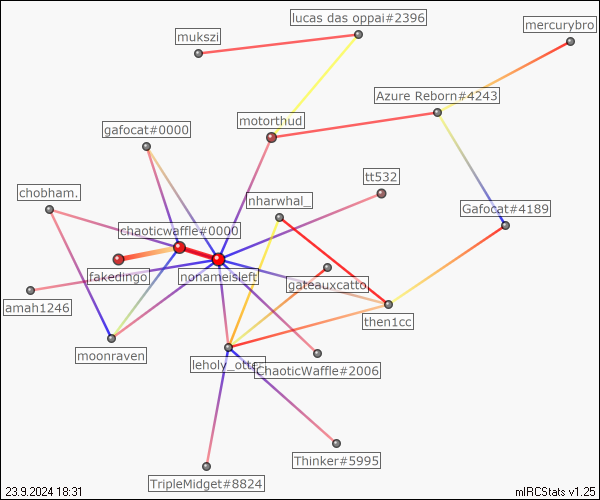 lucas das oppai#2396
mercurybro
mukszi
Azure Reborn#4243
motorthud
gafocat#0000
tt532
chobham.
nharwhal_
Gafocat#4189
chaoticwaffle#0000
fakedingo
nonameisleft
gateauxcatto
amah1246
then1cc
moonraven
leholy_otte
ChaoticWaffle#2006
Thinker#5995
TripleMidget#8824
23.9.2024 18:31
mIRCStats v1.25